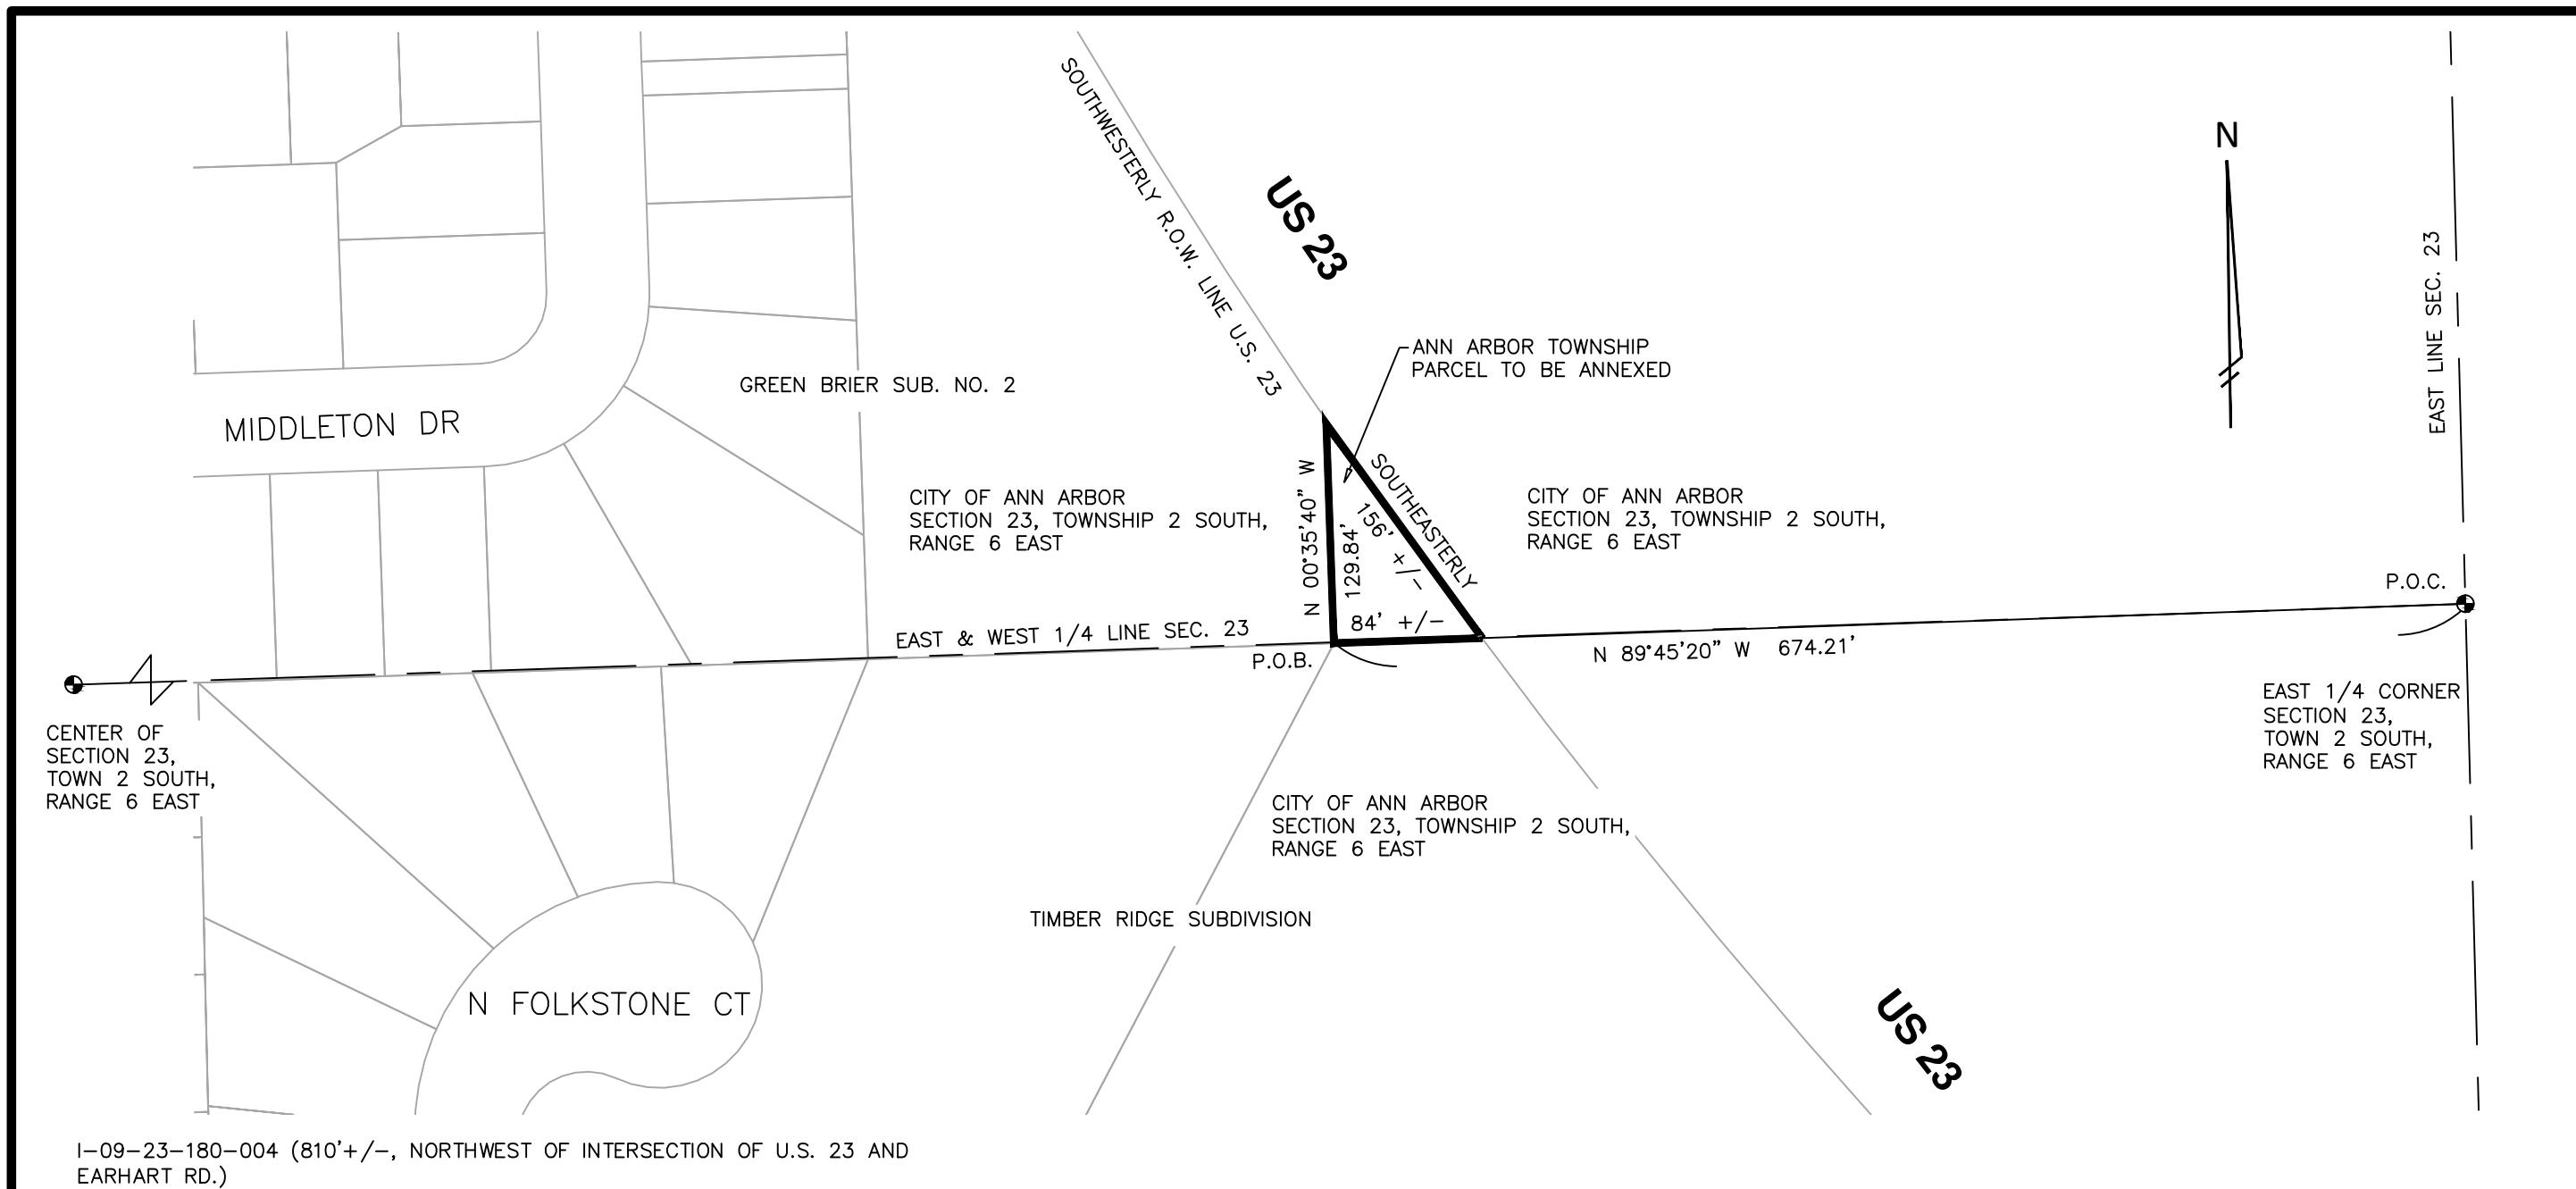 SOUTHWESTERLY R.O.W. LINE U.S. 23
US 23
N
EAST LINE SEC. 23
ANN ARBOR TOWNSHIP
PARCEL TO BE ANNEXED
GREEN BRIER SUB. NO. 2
MIDDLETON DR
CITY OF ANN ARBOR
SECTION 23, TOWNSHIP 2 SOUTH,
RANGE 6 EAST
N 00°35'40" W
129.84'
156' +/-
SOUTHEASTERLY
84' +/-
CITY OF ANN ARBOR
SECTION 23, TOWNSHIP 2 SOUTH,
RANGE 6 EAST
P.O.C.
EAST & WEST 1/4 LINE SEC. 23
P.O.B.
N 89°45'20" W 674.21'
CENTER OF
SECTION 23,
TOWN 2 SOUTH,
RANGE 6 EAST
EAST 1/4 CORNER
SECTION 23,
TOWN 2 SOUTH,
RANGE 6 EAST
CITY OF ANN ARBOR
SECTION 23, TOWNSHIP 2 SOUTH,
RANGE 6 EAST
TIMBER RIDGE SUBDIVISION
N FOLKSTONE CT
US 23
I-09-23-180-004 (810'+/-, NORTHWEST OF INTERSECTION OF U.S. 23 AND
EARHART RD.)